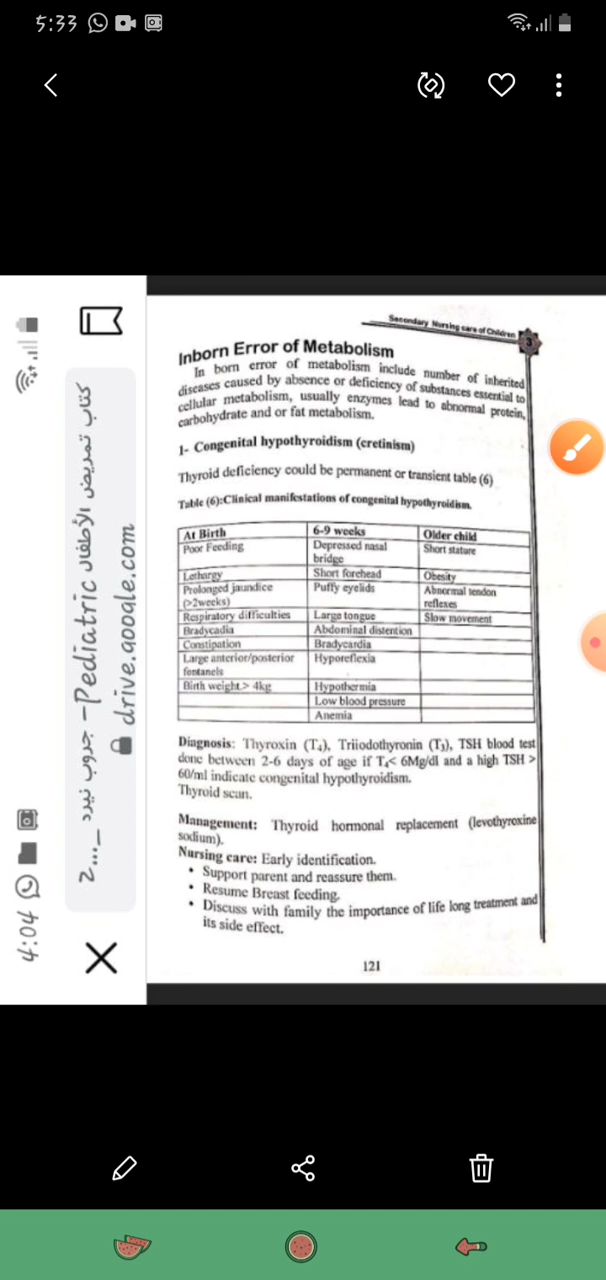 5:33
Secondary Nursing care of Children
3
Inborn Error of Metabolism
In born error of metabolism include number of inherited
diseases caused by absence or deficiency of substances essential to
cellular metabolism, usually enzymes lead to abnormal protein,
carbohydrate and or fat metabolism.
1- Congenital hypothyroidism (cretinism)
Thyroid deficiency could be permanent or transient table (6)
Table (6):Clinical manifestations of congenital hypothyroidism.
At Birth 6-9 weeks Older child
Poor Feeding Depressed nasal bridge Short stature
Lethargy Short forehead Obesity
Prolonged jaundice (>2weeks) Puffy eyelids Abnormal tendon reflexes
Respiratory difficulties Large tongue Slow movement
Bradycadia Abdominal distention
Constipation Bradycardia
Large anterior/posterior fontanels Hyporeflexia
Birth weight.> 4kg Hypothermia
Low blood pressure
Anemia
Diagnosis: Thyroxin (T₄), Triiodothyronin (T₃), TSH blood test
done between 2-6 days of age if T₄< 6Mg/dl and a high TSH >
60/ml indicate congenital hypothyroidism.
Thyroid scan.
Management: Thyroid hormonal replacement (levothyroxine
sodium).
Nursing care: Early identification.
• Support parent and reassure them.
• Resume Breast feeding.
• Discuss with family the importance of life long treatment and
its side effect.
121
4:04
كتاب تمريض الأطفال Pediatric – جروب نيرد _...2
drive.google.com